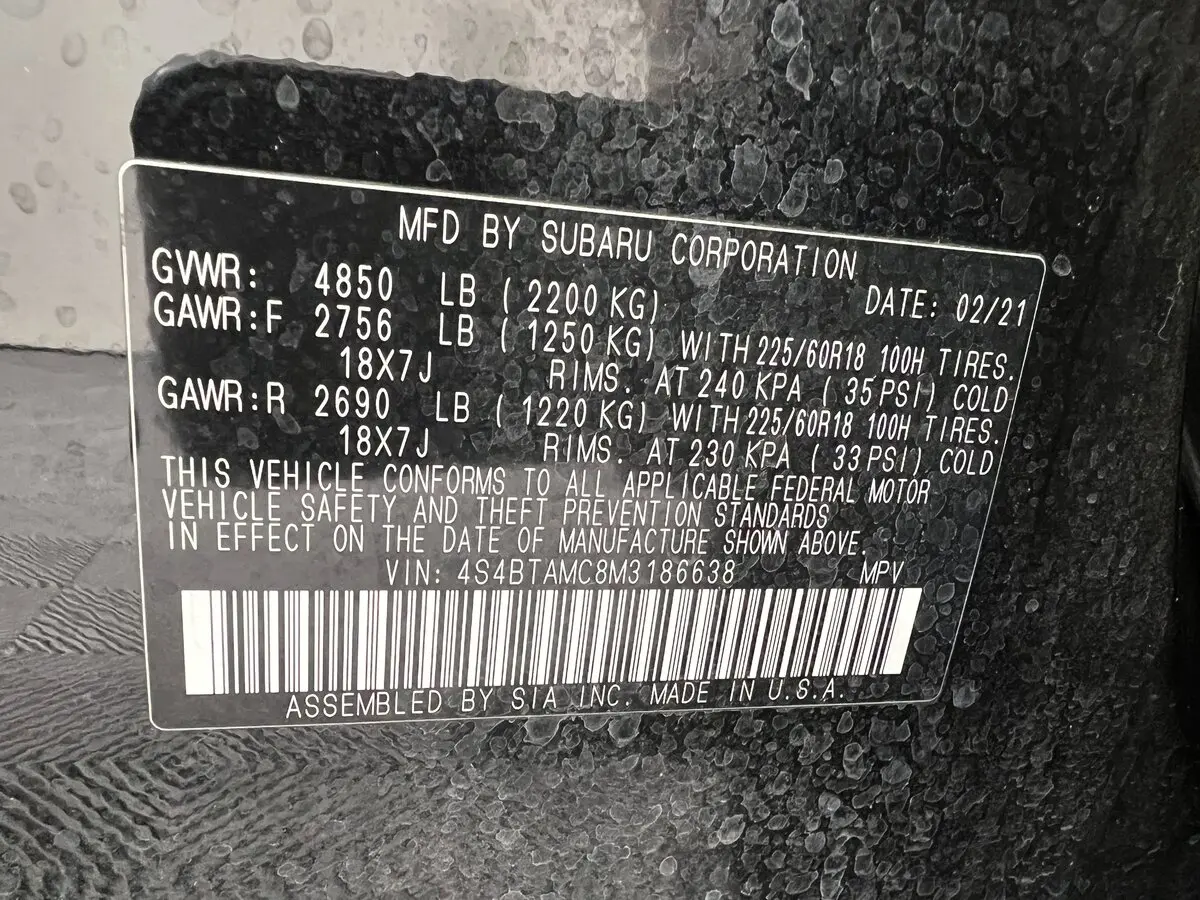 MFD BY SUBARU CORPORATION
GVWR: 4850 LB (2200 KG) DATE: 02/21
GAWR:F 2756 LB (1250 KG) WITH 225/60R18 100H TIRES.
18X7J RIMS. AT 240 KPA (35 PSI) COLD
GAWR:R 2690 LB (1220 KG) WITH 225/60R18 100H TIRES.
18X7J RIMS. AT 230 KPA (33 PSI) COLD
THIS VEHICLE CONFORMS TO ALL APPLICABLE FEDERAL MOTOR
VEHICLE SAFETY AND THEFT PREVENTION STANDARDS
IN EFFECT ON THE DATE OF MANUFACTURE SHOWN ABOVE.
VIN: 4S4BTAMC8M3186638 MPV
ASSEMBLED BY SIA INC. MADE IN U.S.A.